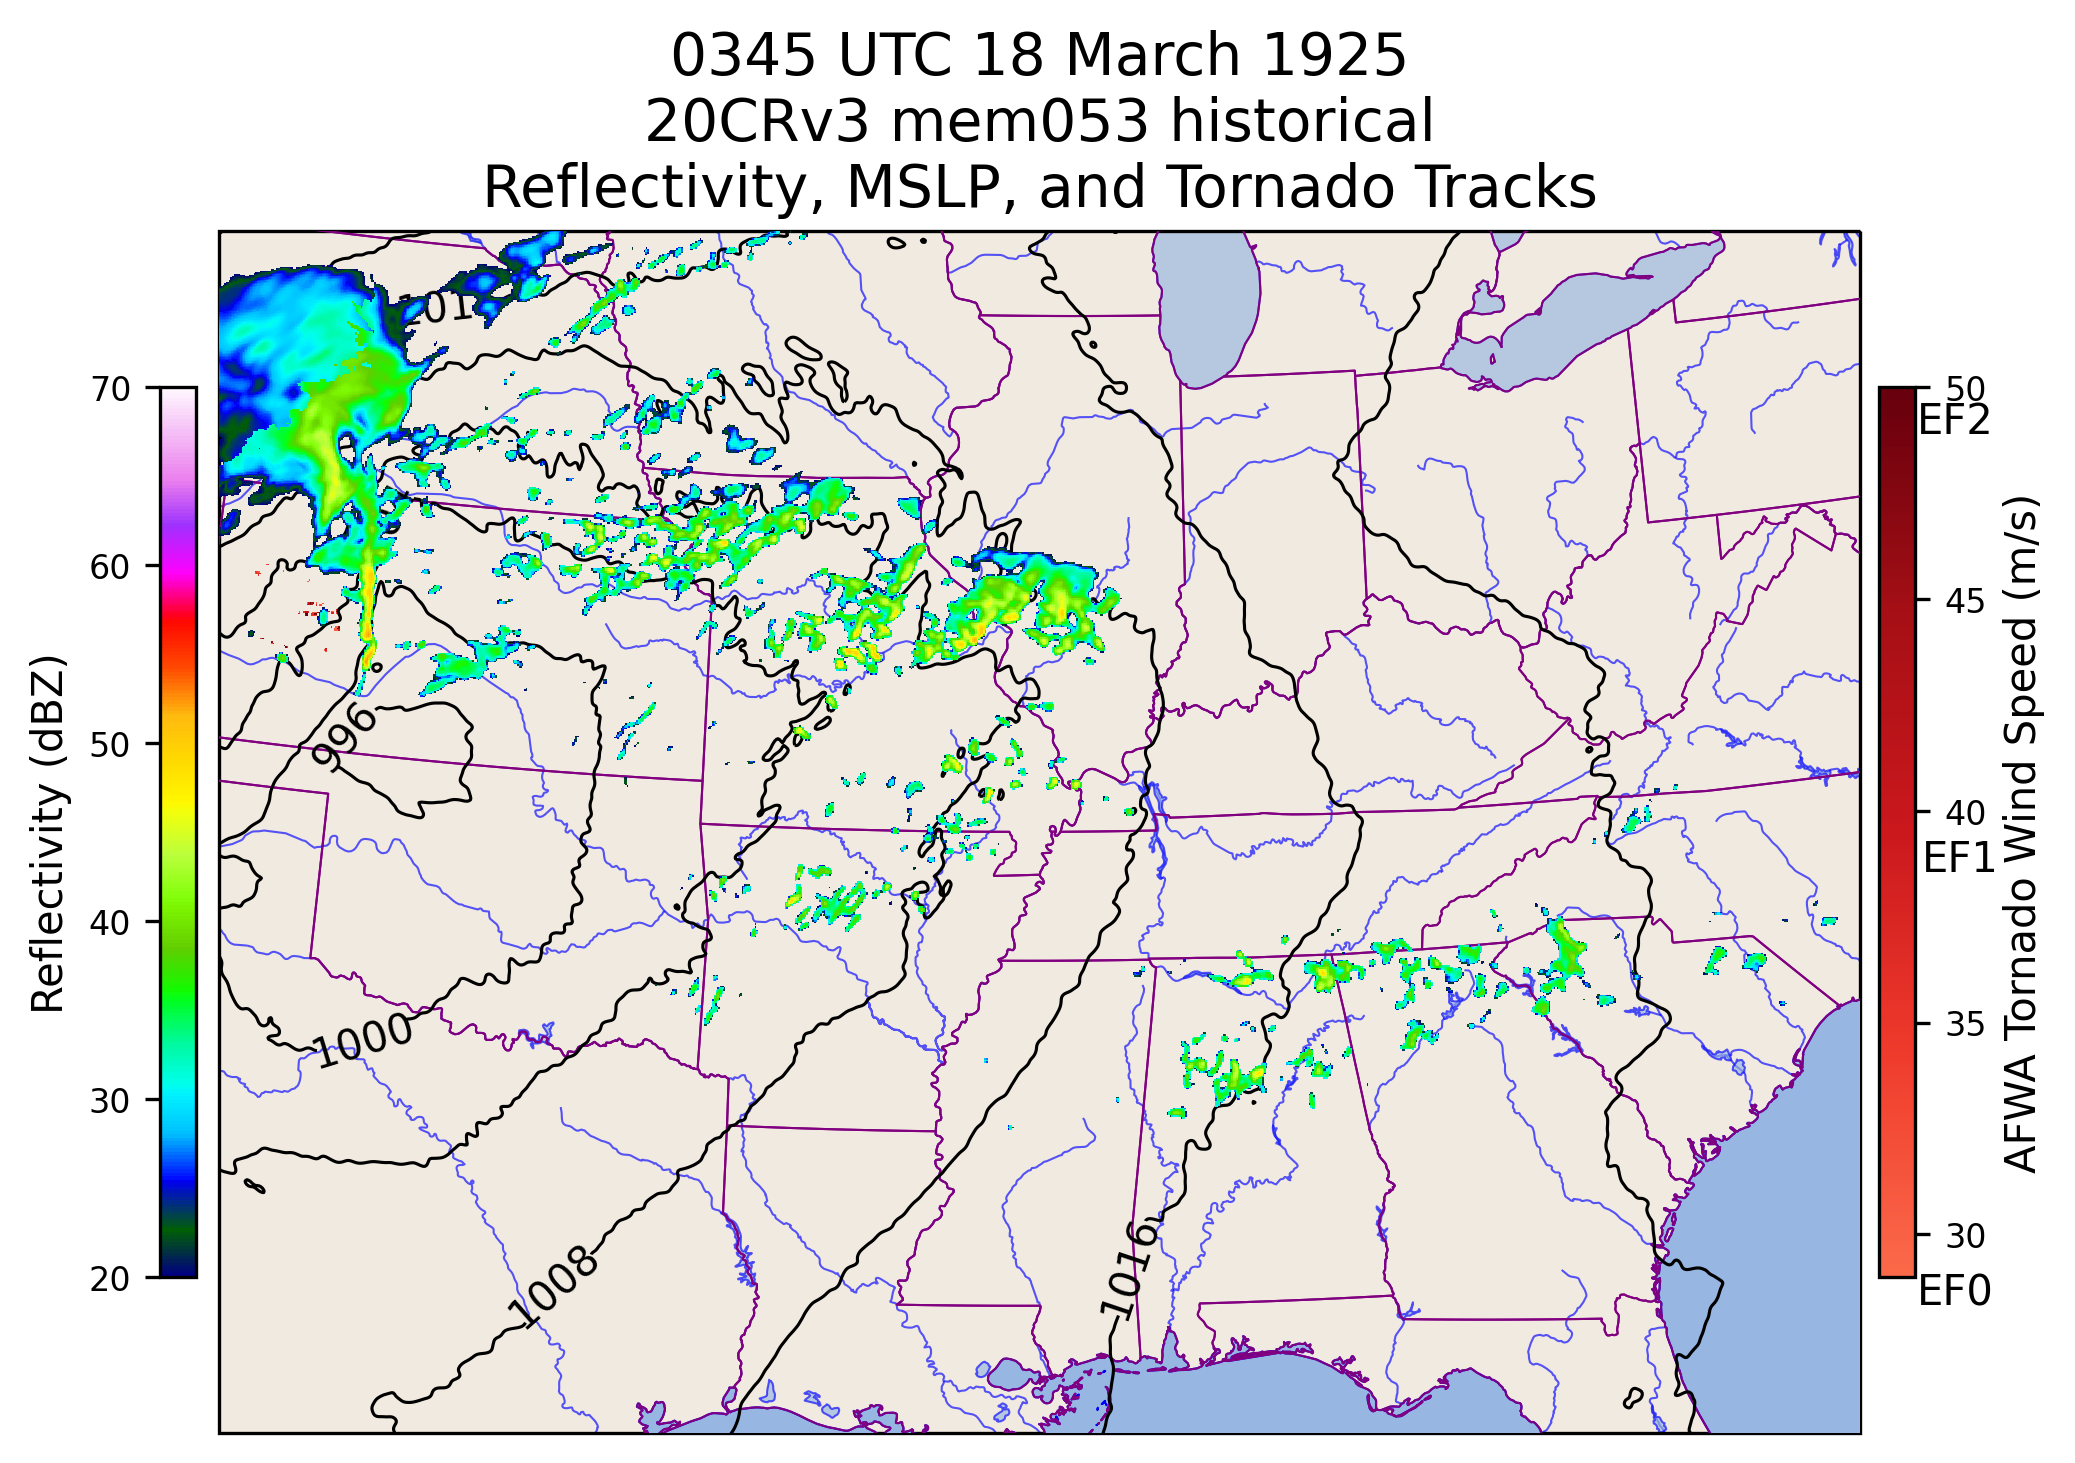 0345 UTC 18 March 1925
20CRv3 mem053 historical
Reflectivity, MSLP, and Tornado Tracks
Reflectivity (dBZ)
70
60
50
40
30
20
101
996
1000
1008
1016
50
EF2
45
40
EF1
35
30
EF0
AFWA Tornado Wind Speed (m/s)